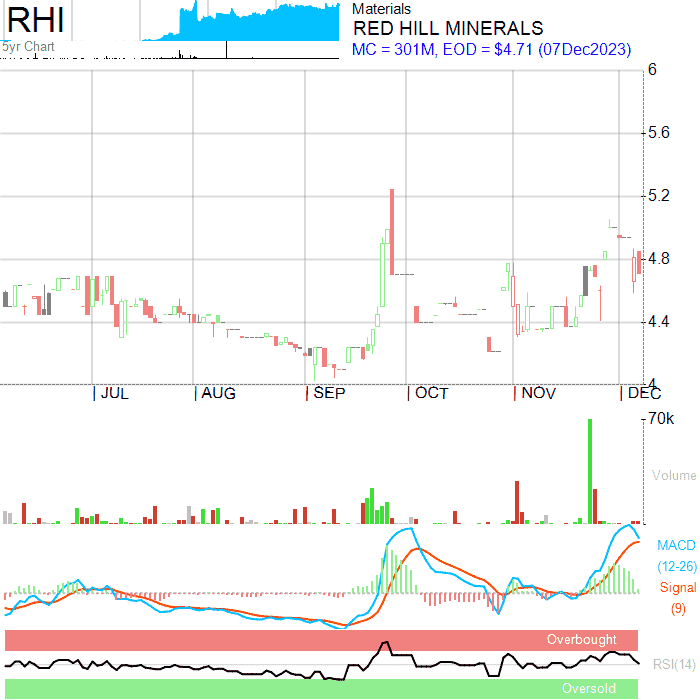 RHI
5yr Chart
Materials
RED HILL MINERALS
MC = 301M, EOD = $4.71 (07Dec2023)
6
5.6
5.2
4.8
4.4
4
JUL AUG SEP OCT NOV DEC
70k
Volume
MACD
(12-26)
Signal
(9)
Overbought
RSI(14)
Oversold